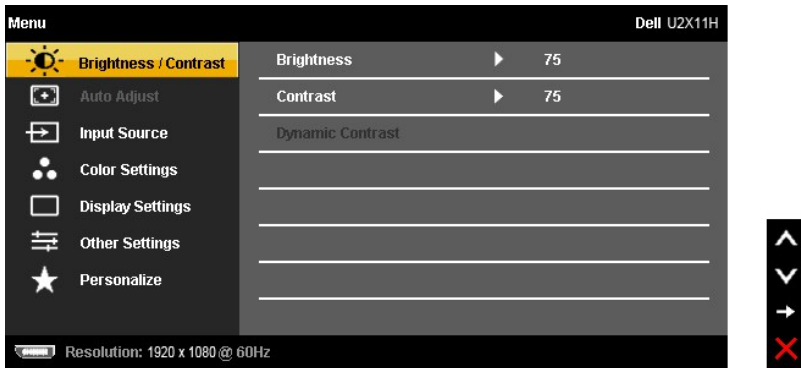 Menu Dell U2X11H
Brightness / Contrast Brightness 75
Auto Adjust Contrast 75
Input Source Dynamic Contrast
Color Settings
Display Settings
Other Settings
Personalize
Resolution: 1920 x 1080 @ 60Hz